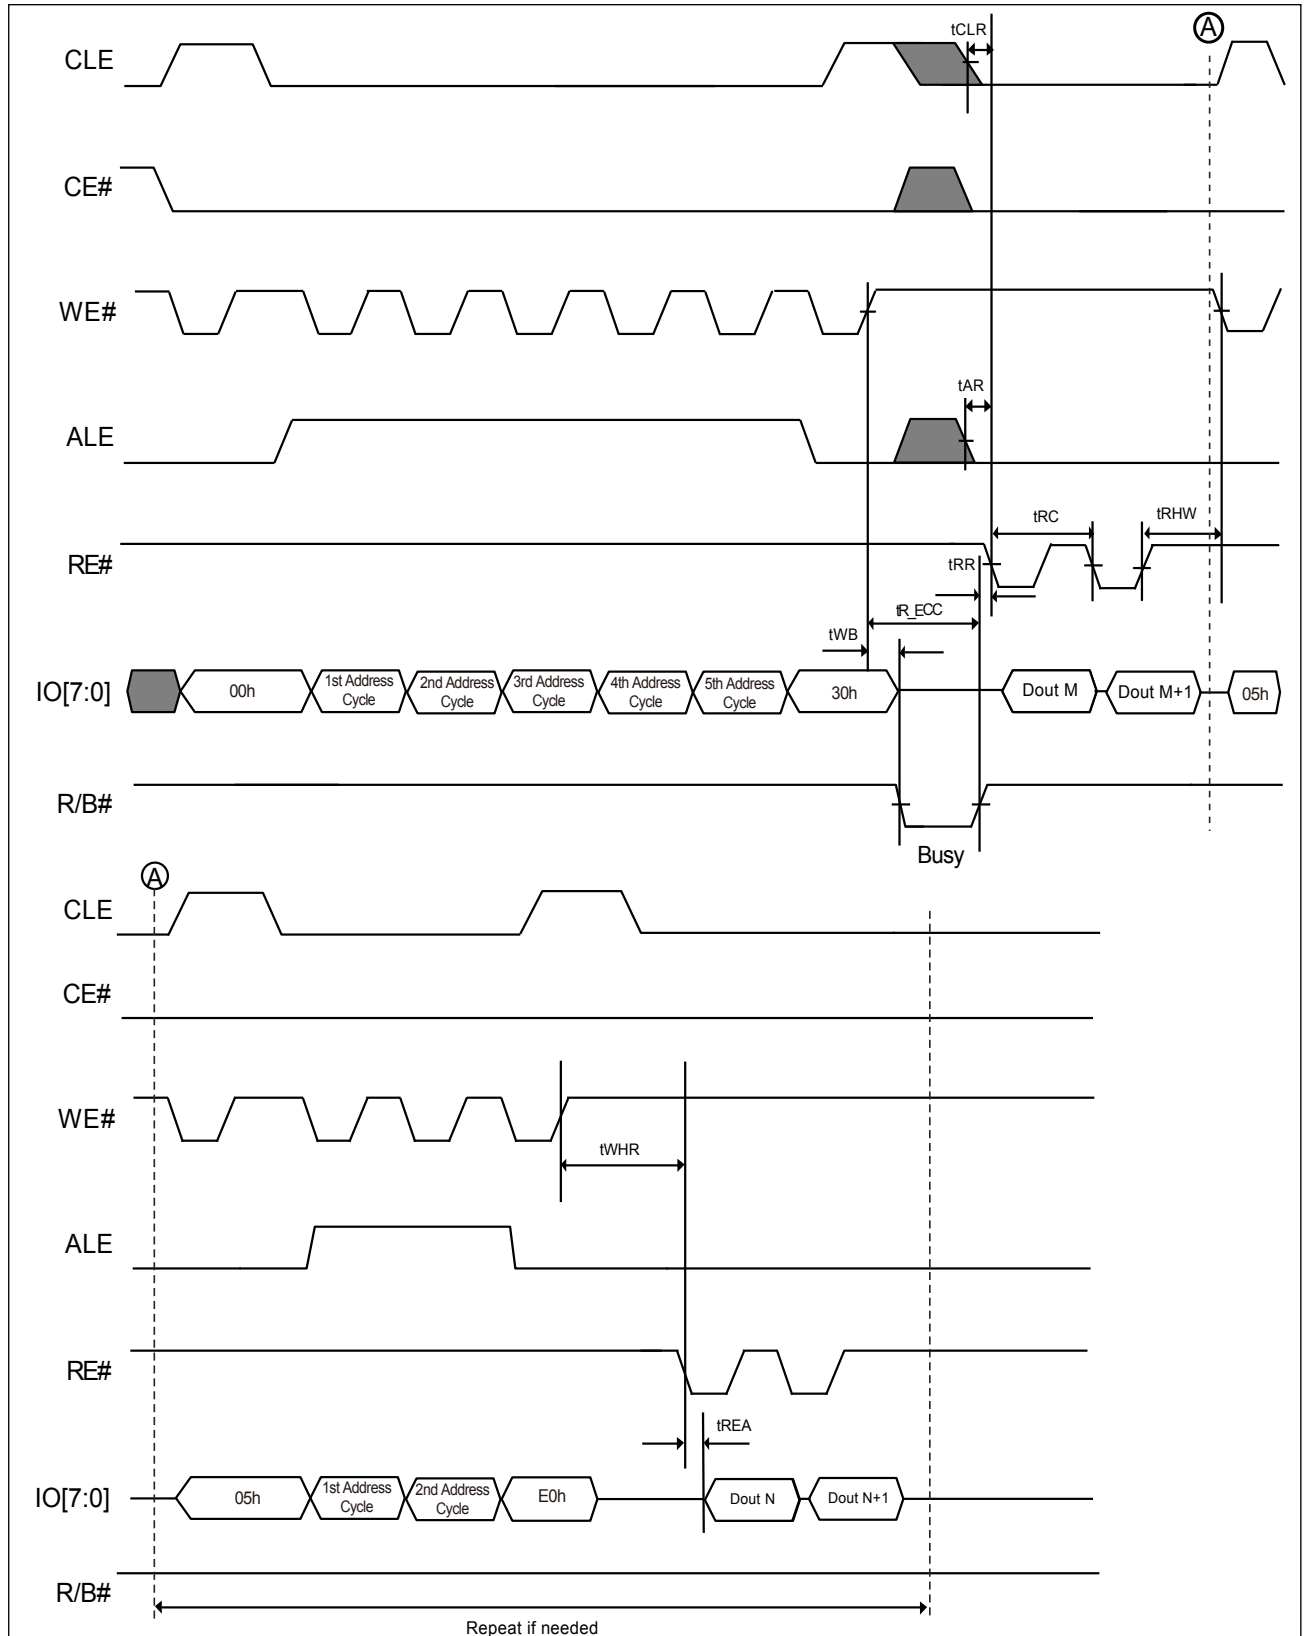 tCLR
A
CLE
CE#
WE#
tAR
ALE
tRC
tRHW
RE#
tRR
tR_ECC
tWB
IO[7:0]
00h
1st Address Cycle
2nd Address Cycle
3rd Address Cycle
4th Address Cycle
5th Address Cycle
30h
Dout M
Dout M+1
05h
R/B#
Busy
A
CLE
CE#
WE#
tWHR
ALE
RE#
tREA
IO[7:0]
05h
1st Address Cycle
2nd Address Cycle
E0h
Dout N
Dout N+1
R/B#
Repeat if needed